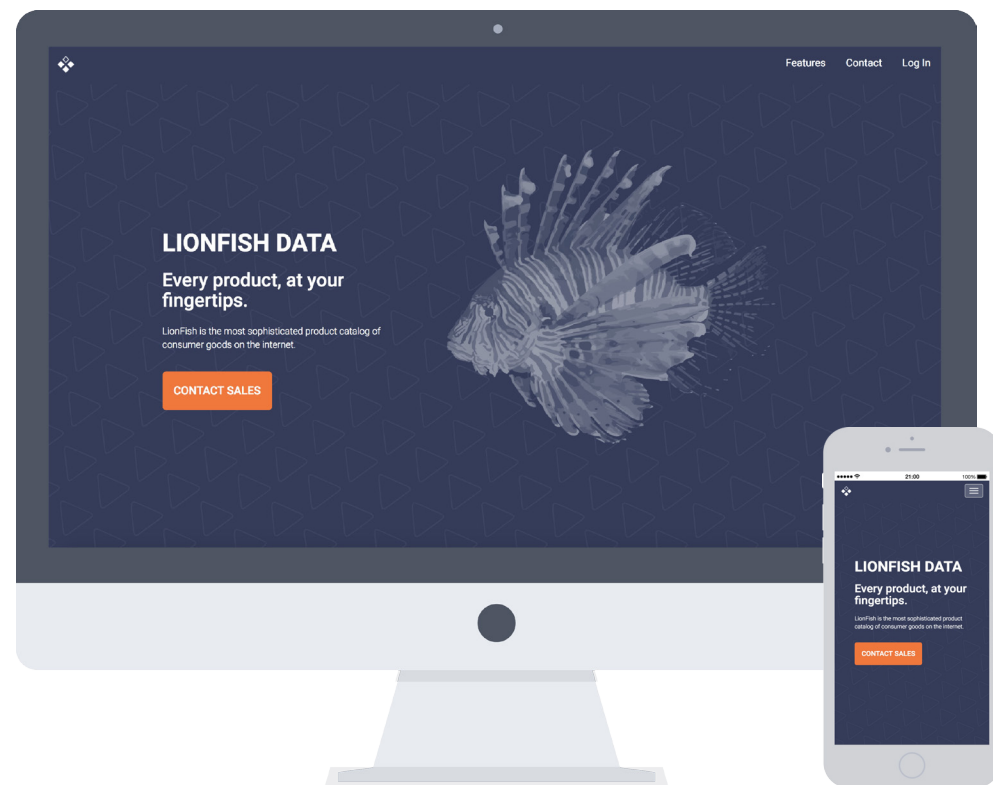 Features Contact Log In
LIONFISH DATA
Every product, at your
fingertips.
LionFish is the most sophisticated product catalog of
consumer goods on the internet.
CONTACT SALES
21:00 100%
LIONFISH DATA
Every product, at your
fingertips.
LionFish is the most sophisticated product
catalog of consumer goods on the internet.
CONTACT SALES